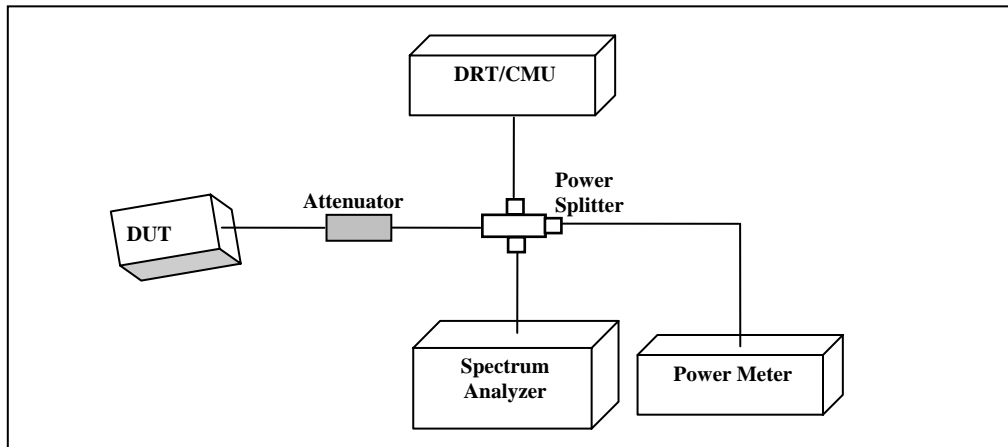 DRT/CMU
Power
Splitter
Attenuator
DUT
Spectrum
Analyzer
Power Meter